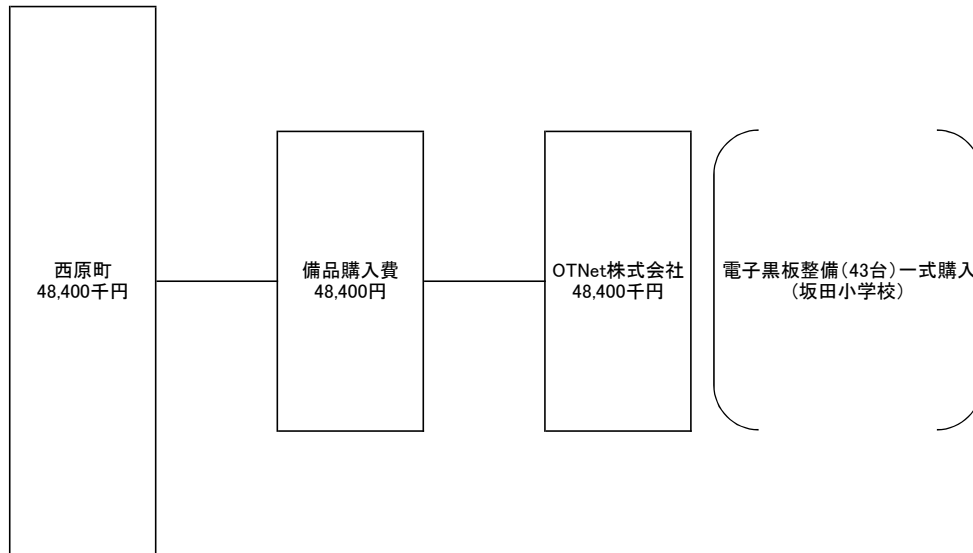 西原町
48,400千円
備品購入費
48,400円
OTNet株式会社
48,400千円
電子黒板整備(43台)一式購入
(坂田小学校)